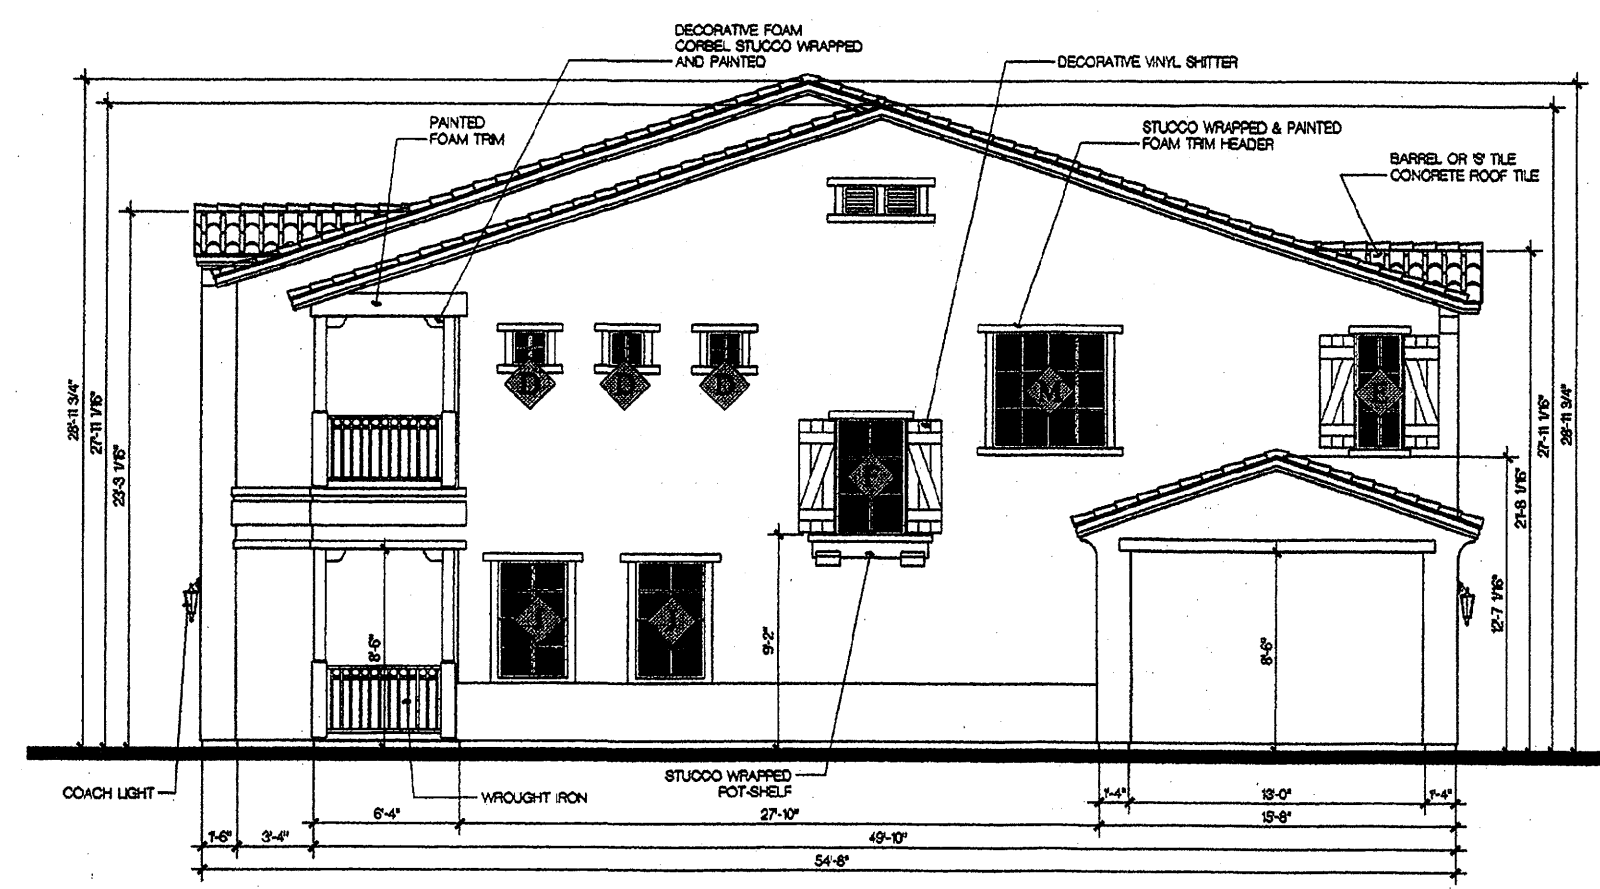 DECORATIVE FOAM
CORBEL STUCCO WRAPPED
AND PAINTED
DECORATIVE VINYL SHITTER
PAINTED
FOAM TRIM
STUCCO WRAPPED & PAINTED
FOAM TRIM HEADER
BARREL OR 'S' TILE
CONCRETE ROOF TILE
28'-11 3/4"
27'-11 1/16"
23'-3 1/16"
D
D
D
M
E
F
J
J
8'-6"
9'-2"
8'-6"
12'-7 1/16"
21'-8 1/16"
27'-11 1/16"
28'-11 3/4"
COACH LIGHT
WROUGHT IRON
STUCCO WRAPPED
POT-SHELF
1'-4"
13'-0"
1'-4"
6'-4"
27'-10"
15'-8"
1'-6"
3'-4"
49'-10"
54'-8"